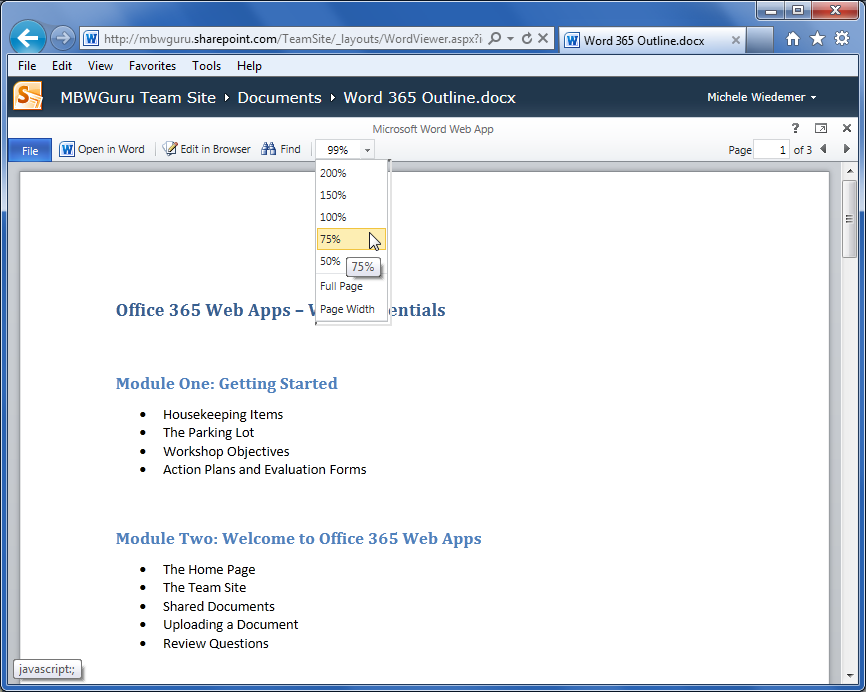 http://mbwguru.sharepoint.com/TeamSite/_layouts/WordViewer.aspx?i
Word 365 Outline.docx
File Edit View Favorites Tools Help
MBWGuru Team Site Documents Word 365 Outline.docx
Michele Wiedemer
Microsoft Word Web App
File Open in Word Edit in Browser Find 99% Page 1 of 3
200%
150%
100%
75%
50%
75%
Full Page
Page Width
Office 365 Web Apps – W entials
Module One: Getting Started
• Housekeeping Items
• The Parking Lot
• Workshop Objectives
• Action Plans and Evaluation Forms
Module Two: Welcome to Office 365 Web Apps
• The Home Page
• The Team Site
• Shared Documents
• Uploading a Document
• Review Questions
javascript:;